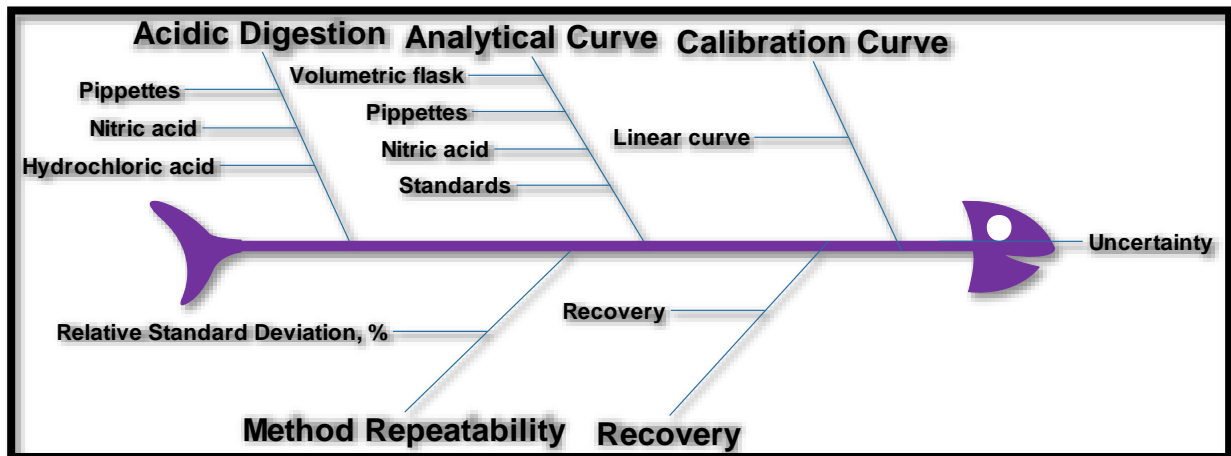 Acidic Digestion
Analytical Curve
Calibration Curve
Volumetric flask
Pippettes
Pippettes
Nitric acid
Linear curve
Nitric acid
Hydrochloric acid
Standards
Uncertainty
Recovery
Relative Standard Deviation, %
Method Repeatability
Recovery